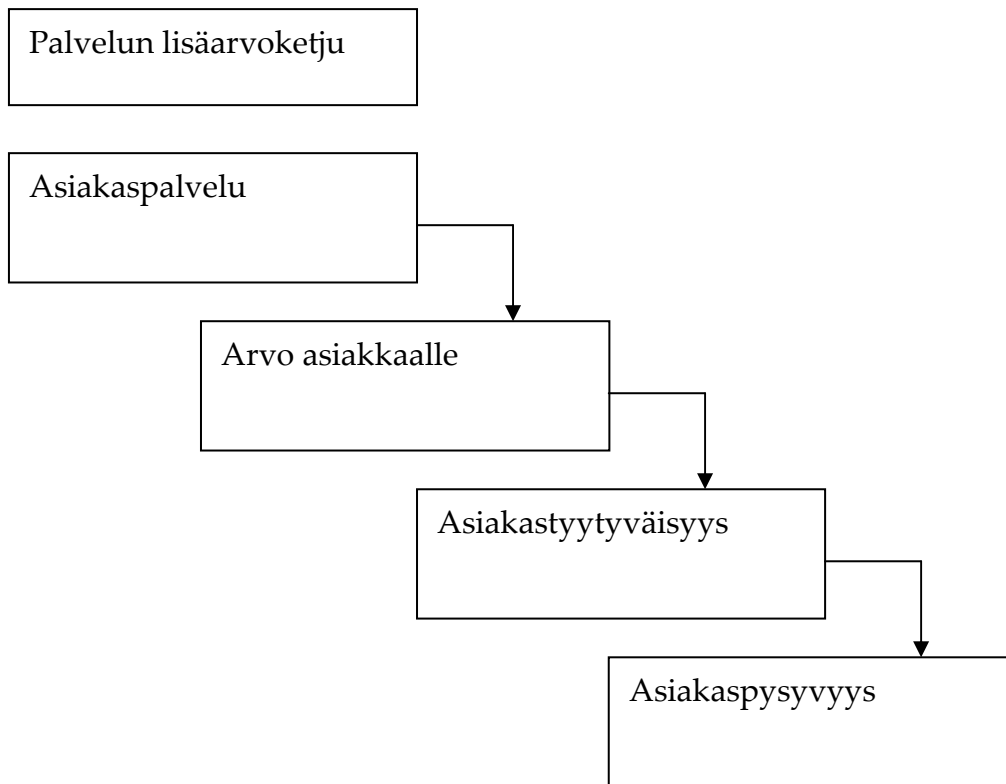 Palvelun lisäarvoketju
Asiakaspalvelu
Arvo asiakkaalle
Asiakastyytyväisyys
Asiakaspysyvyys